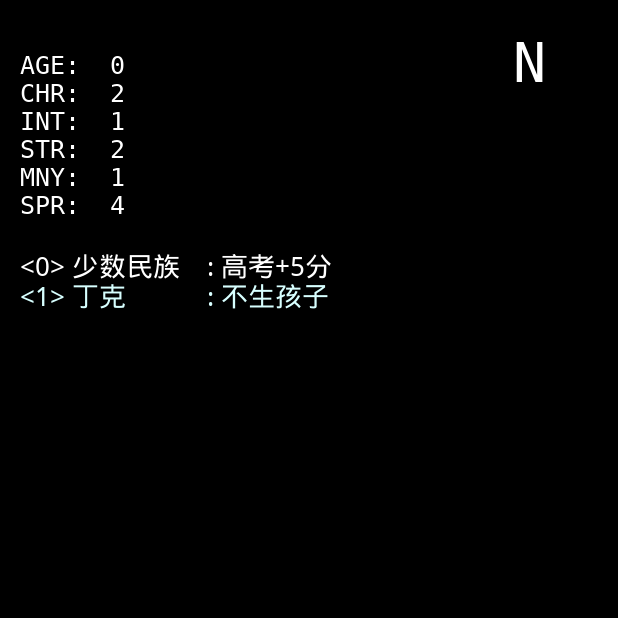 N
AGE: 0
CHR: 2
INT: 1
STR: 2
MNY: 1
SPR: 4
<0> 少数民族 : 高考+5分
<1> 丁克 : 不生孩子